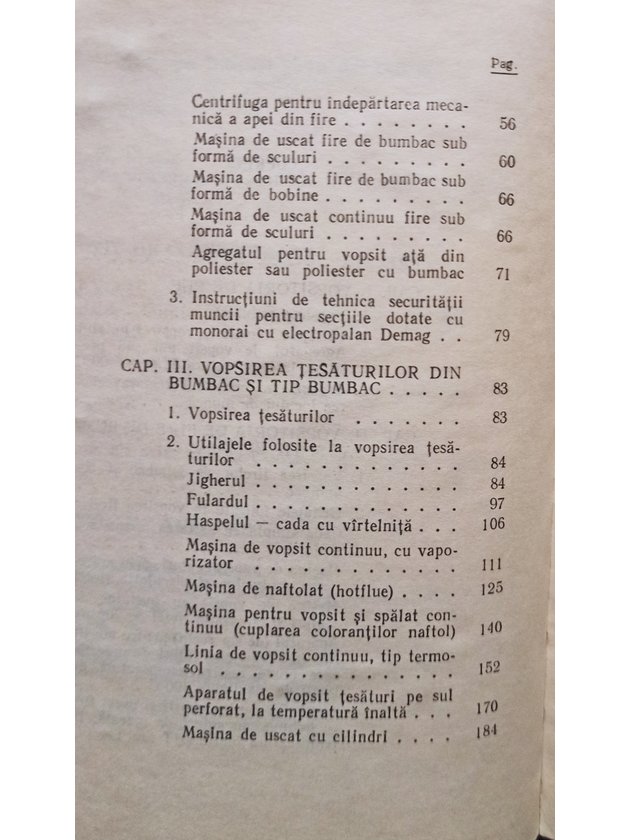 Pag.
Centrifuga pentru îndepărtarea meca-
nică a apei din fire . . . . . . . . 56
Mașina de uscat fire de bumbac sub
formă de sculuri . . . . . . . . . 60
Mașina de uscat fire de bumbac sub
formă de bobine . . . . . . . . . 66
Mașina de uscat continuu fire sub
formă de sculuri . . . . . . . . . 66
Agregatul pentru vopsit ață din
poliester sau poliester cu bumbac 71
3. Instrucțiuni de tehnica securității
muncii pentru secțiile dotate cu
monorai cu electropalan Demag . . 79
CAP. III. VOPSIREA ȚESĂTURILOR DIN
BUMBAC ȘI TIP BUMBAC . . . . . 83
1. Vopsirea țesăturilor . . . . . . . 83
2. Utilajele folosite la vopsirea țesă-
turilor . . . . . . . . . . . . . 84
Jigherul . . . . . . . . . . . . . 84
Fulardul . . . . . . . . . . . . . 97
Haspelul — cada cu vîrtelniță . . . 106
Mașina de vopsit continuu, cu vapo-
rizator . . . . . . . . . . . . . 111
Mașina de naftolat (hotflue) . . . . 125
Mașina pentru vopsit și spălat con-
tinuu (cuplarea coloranților naftol) 140
Linia de vopsit continuu, tip termo-
sol . . . . . . . . . . . . . . . 152
Aparatul de vopsit țesături pe sul
perforat, la temperatură înaltă . . . 170
Mașina de uscat cu cilindri . . . . 184